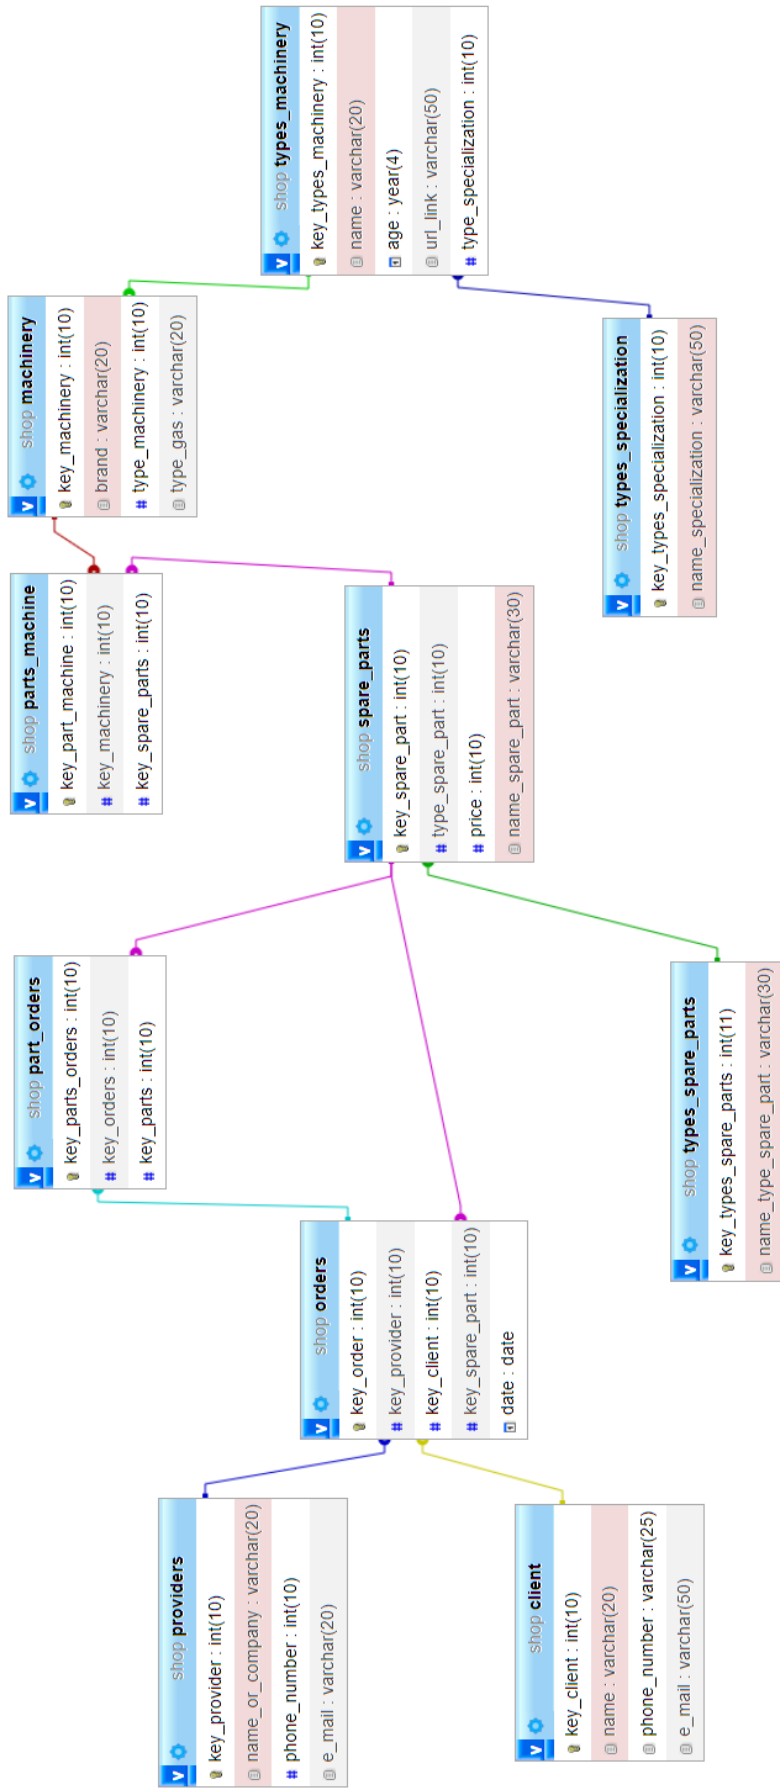 shop providers
key_provider : int(10)
name_or_company : varchar(20)
phone_number : int(10)
e_mail : varchar(20)
shop client
key_client : int(10)
name : varchar(20)
phone_number : varchar(25)
e_mail : varchar(50)
shop orders
key_order : int(10)
key_provider : int(10)
key_client : int(10)
key_spare_part : int(10)
date : date
shop part_orders
key_parts_orders : int(10)
key_orders : int(10)
key_parts : int(10)
shop types_spare_parts
key_types_spare_parts : int(11)
name_type_spare_part : varchar(30)
shop parts_machine
key_part_machine : int(10)
key_machinery : int(10)
key_spare_parts : int(10)
shop spare_parts
key_spare_part : int(10)
type_spare_part : int(10)
price : int(10)
name_spare_part : varchar(30)
shop machinery
key_machinery : int(10)
brand : varchar(20)
type_machinery : int(10)
type_gas : varchar(20)
shop types_specialization
key_types_specialization : int(10)
name_specialization : varchar(50)
shop types_machinery
key_types_machinery : int(10)
name : varchar(20)
age : year(4)
url_link : varchar(50)
type_specialization : int(10)